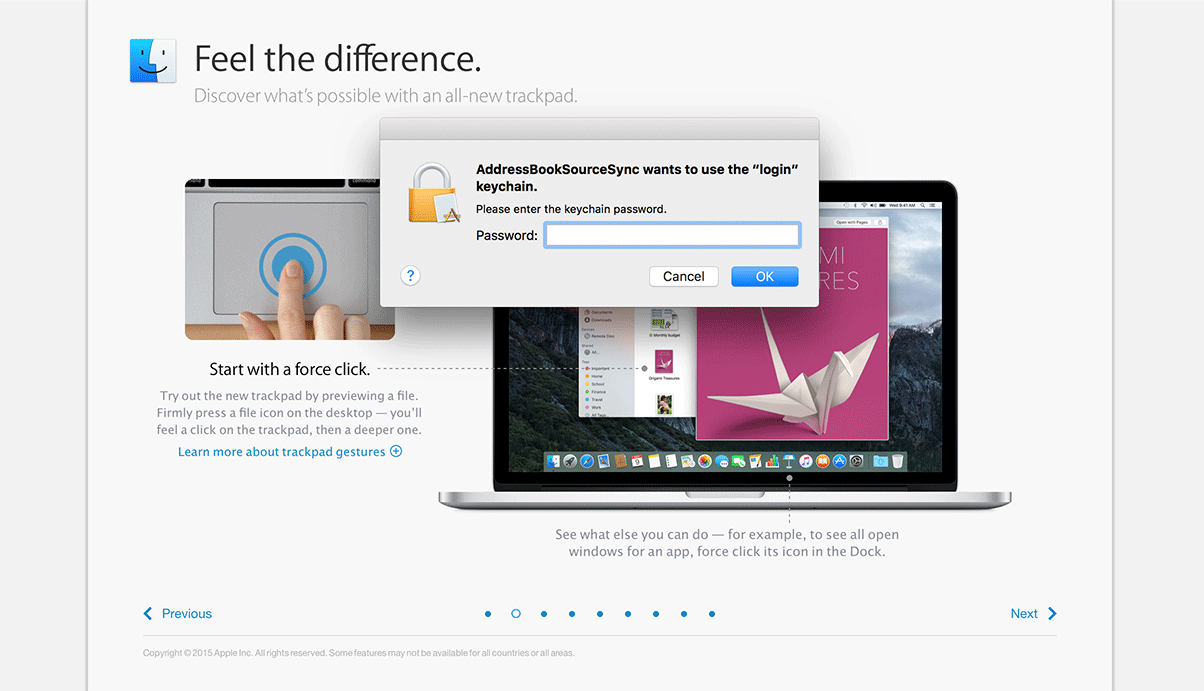 Feel the difference.
Discover what's possible with an all-new trackpad.
command
command
AddressBookSourceSync wants to use the “login”
keychain.
Please enter the keychain password.
Password:
?
Cancel
OK
Wed 9:41 AM
Open with Pages
MI
RES
Documents
Downloads
Devices
Remote Disc
Shared
All...
Tags
Important
Home
School
Finance
Travel
Work
All Tags...
Monthly budget
Origami Treasures
Start with a force click.
Try out the new trackpad by previewing a file.
Firmly press a file icon on the desktop — you’ll
feel a click on the trackpad, then a deeper one.
Learn more about trackpad gestures
See what else you can do — for example, to see all open
windows for an app, force click its icon in the Dock.
Previous
Next
Copyright © 2015 Apple Inc. All rights reserved. Some features may not be available for all countries or all areas.